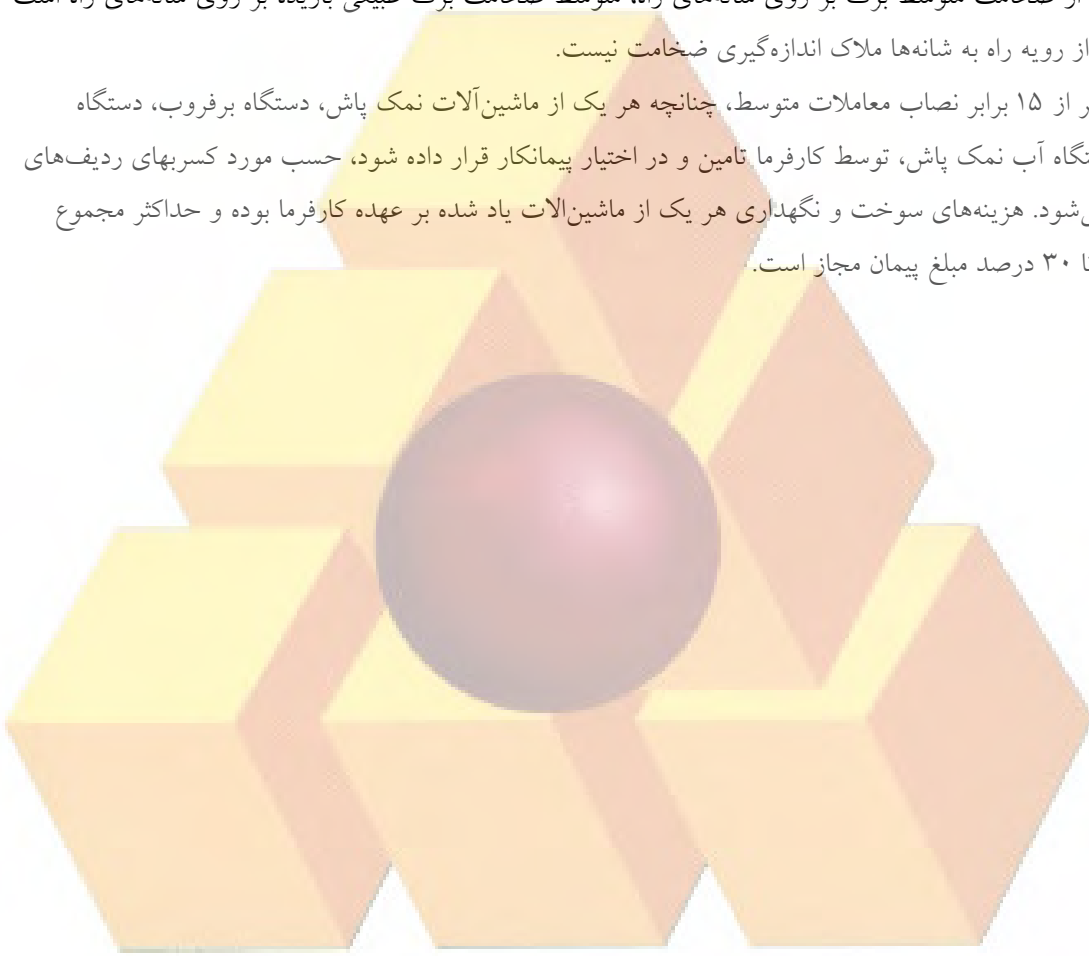 از ضخامت متوسط برف بر روی شانه‌های راه، متوسط ضخامت برف طبیعی باریده بر روی شانه‌های راه است
از رویه راه به شانه‌ها ملاک اندازه‌گیری ضخامت نیست.
ر از ۱۵ برابر نصاب معاملات متوسط، چنانچه هر یک از ماشین‌آلات نمک پاش، دستگاه برفروب، دستگاه
تگاه آب نمک پاش، توسط کارفرما تامین و در اختیار پیمانکار قرار داده شود، حسب مورد کسربهای ردیف‌های
ی‌شود. هزینه‌های سوخت و نگهداری هر یک از ماشین‌الات یاد شده بر عهده کارفرما بوده و حداکثر مجموع
تا ۳۰ درصد مبلغ پیمان مجاز است.